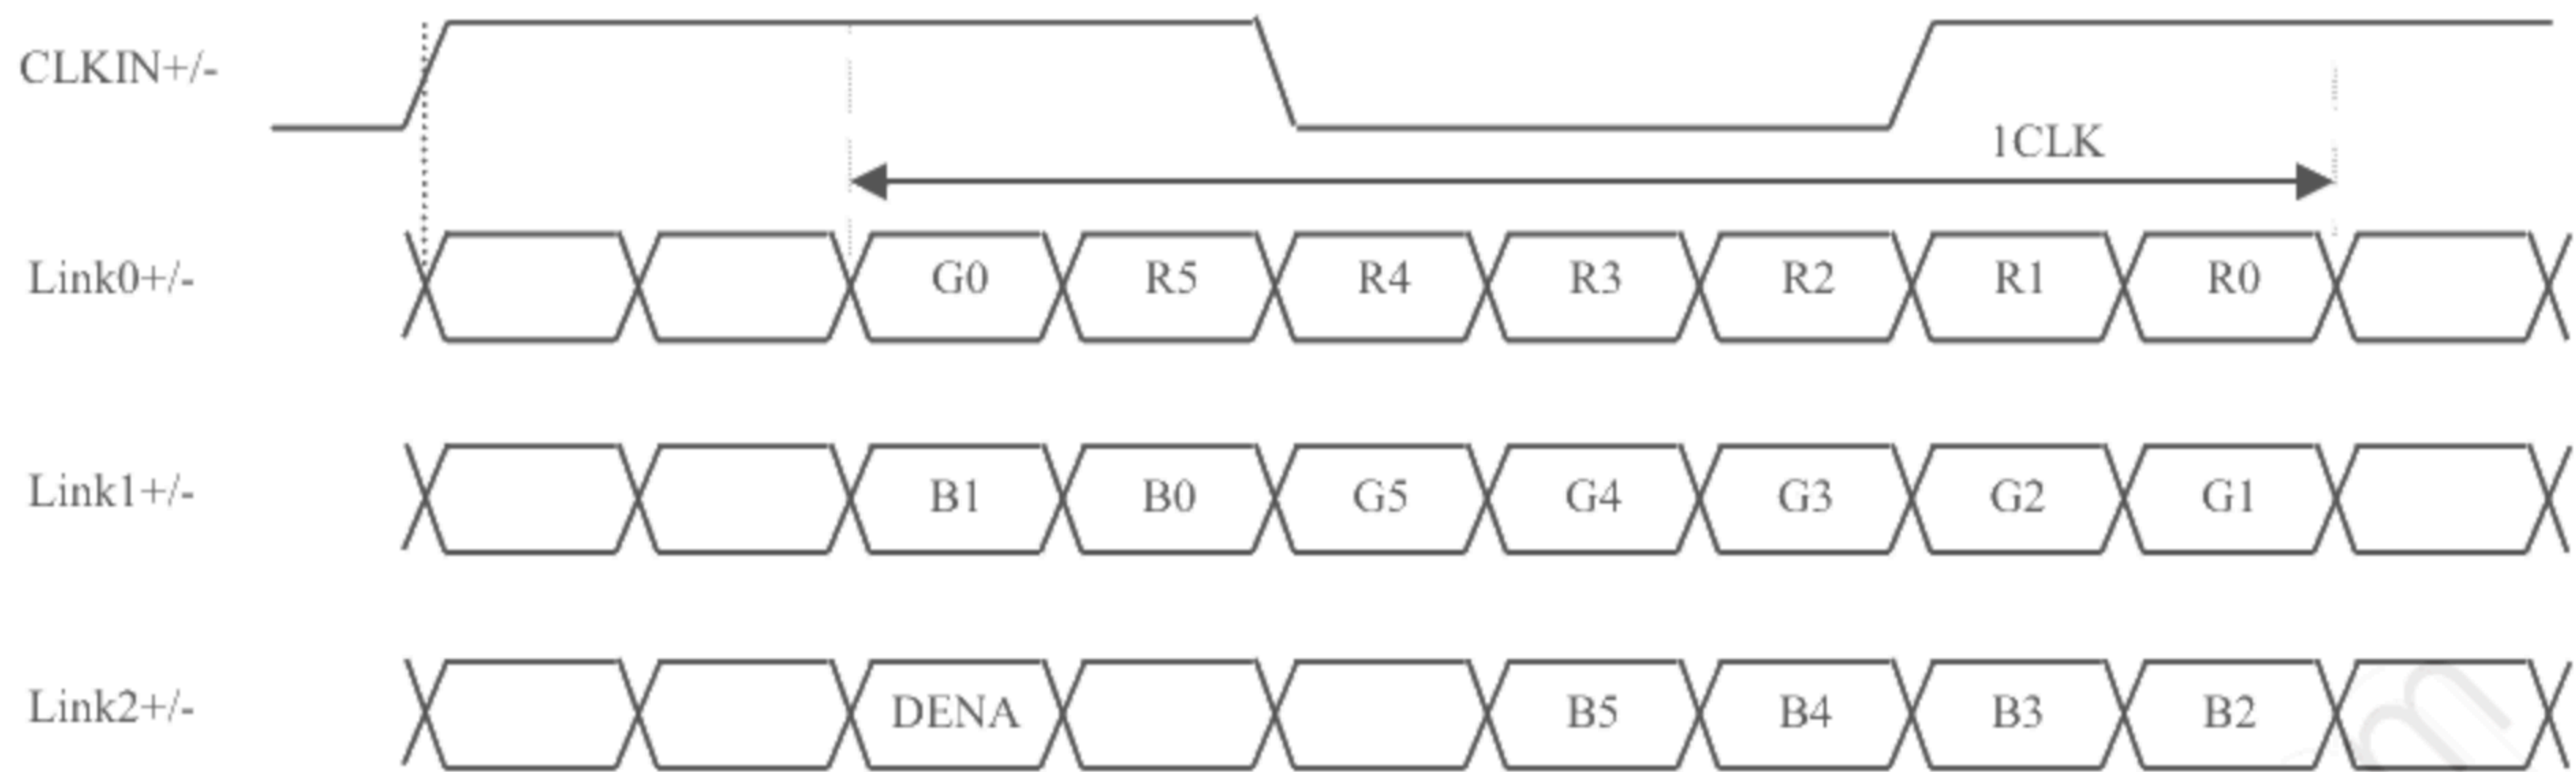 CLKIN+/-
1CLK
Link0+/- G0 R5 R4 R3 R2 R1 R0
Link1+/- B1 B0 G5 G4 G3 G2 G1
Link2+/- DENA B5 B4 B3 B2